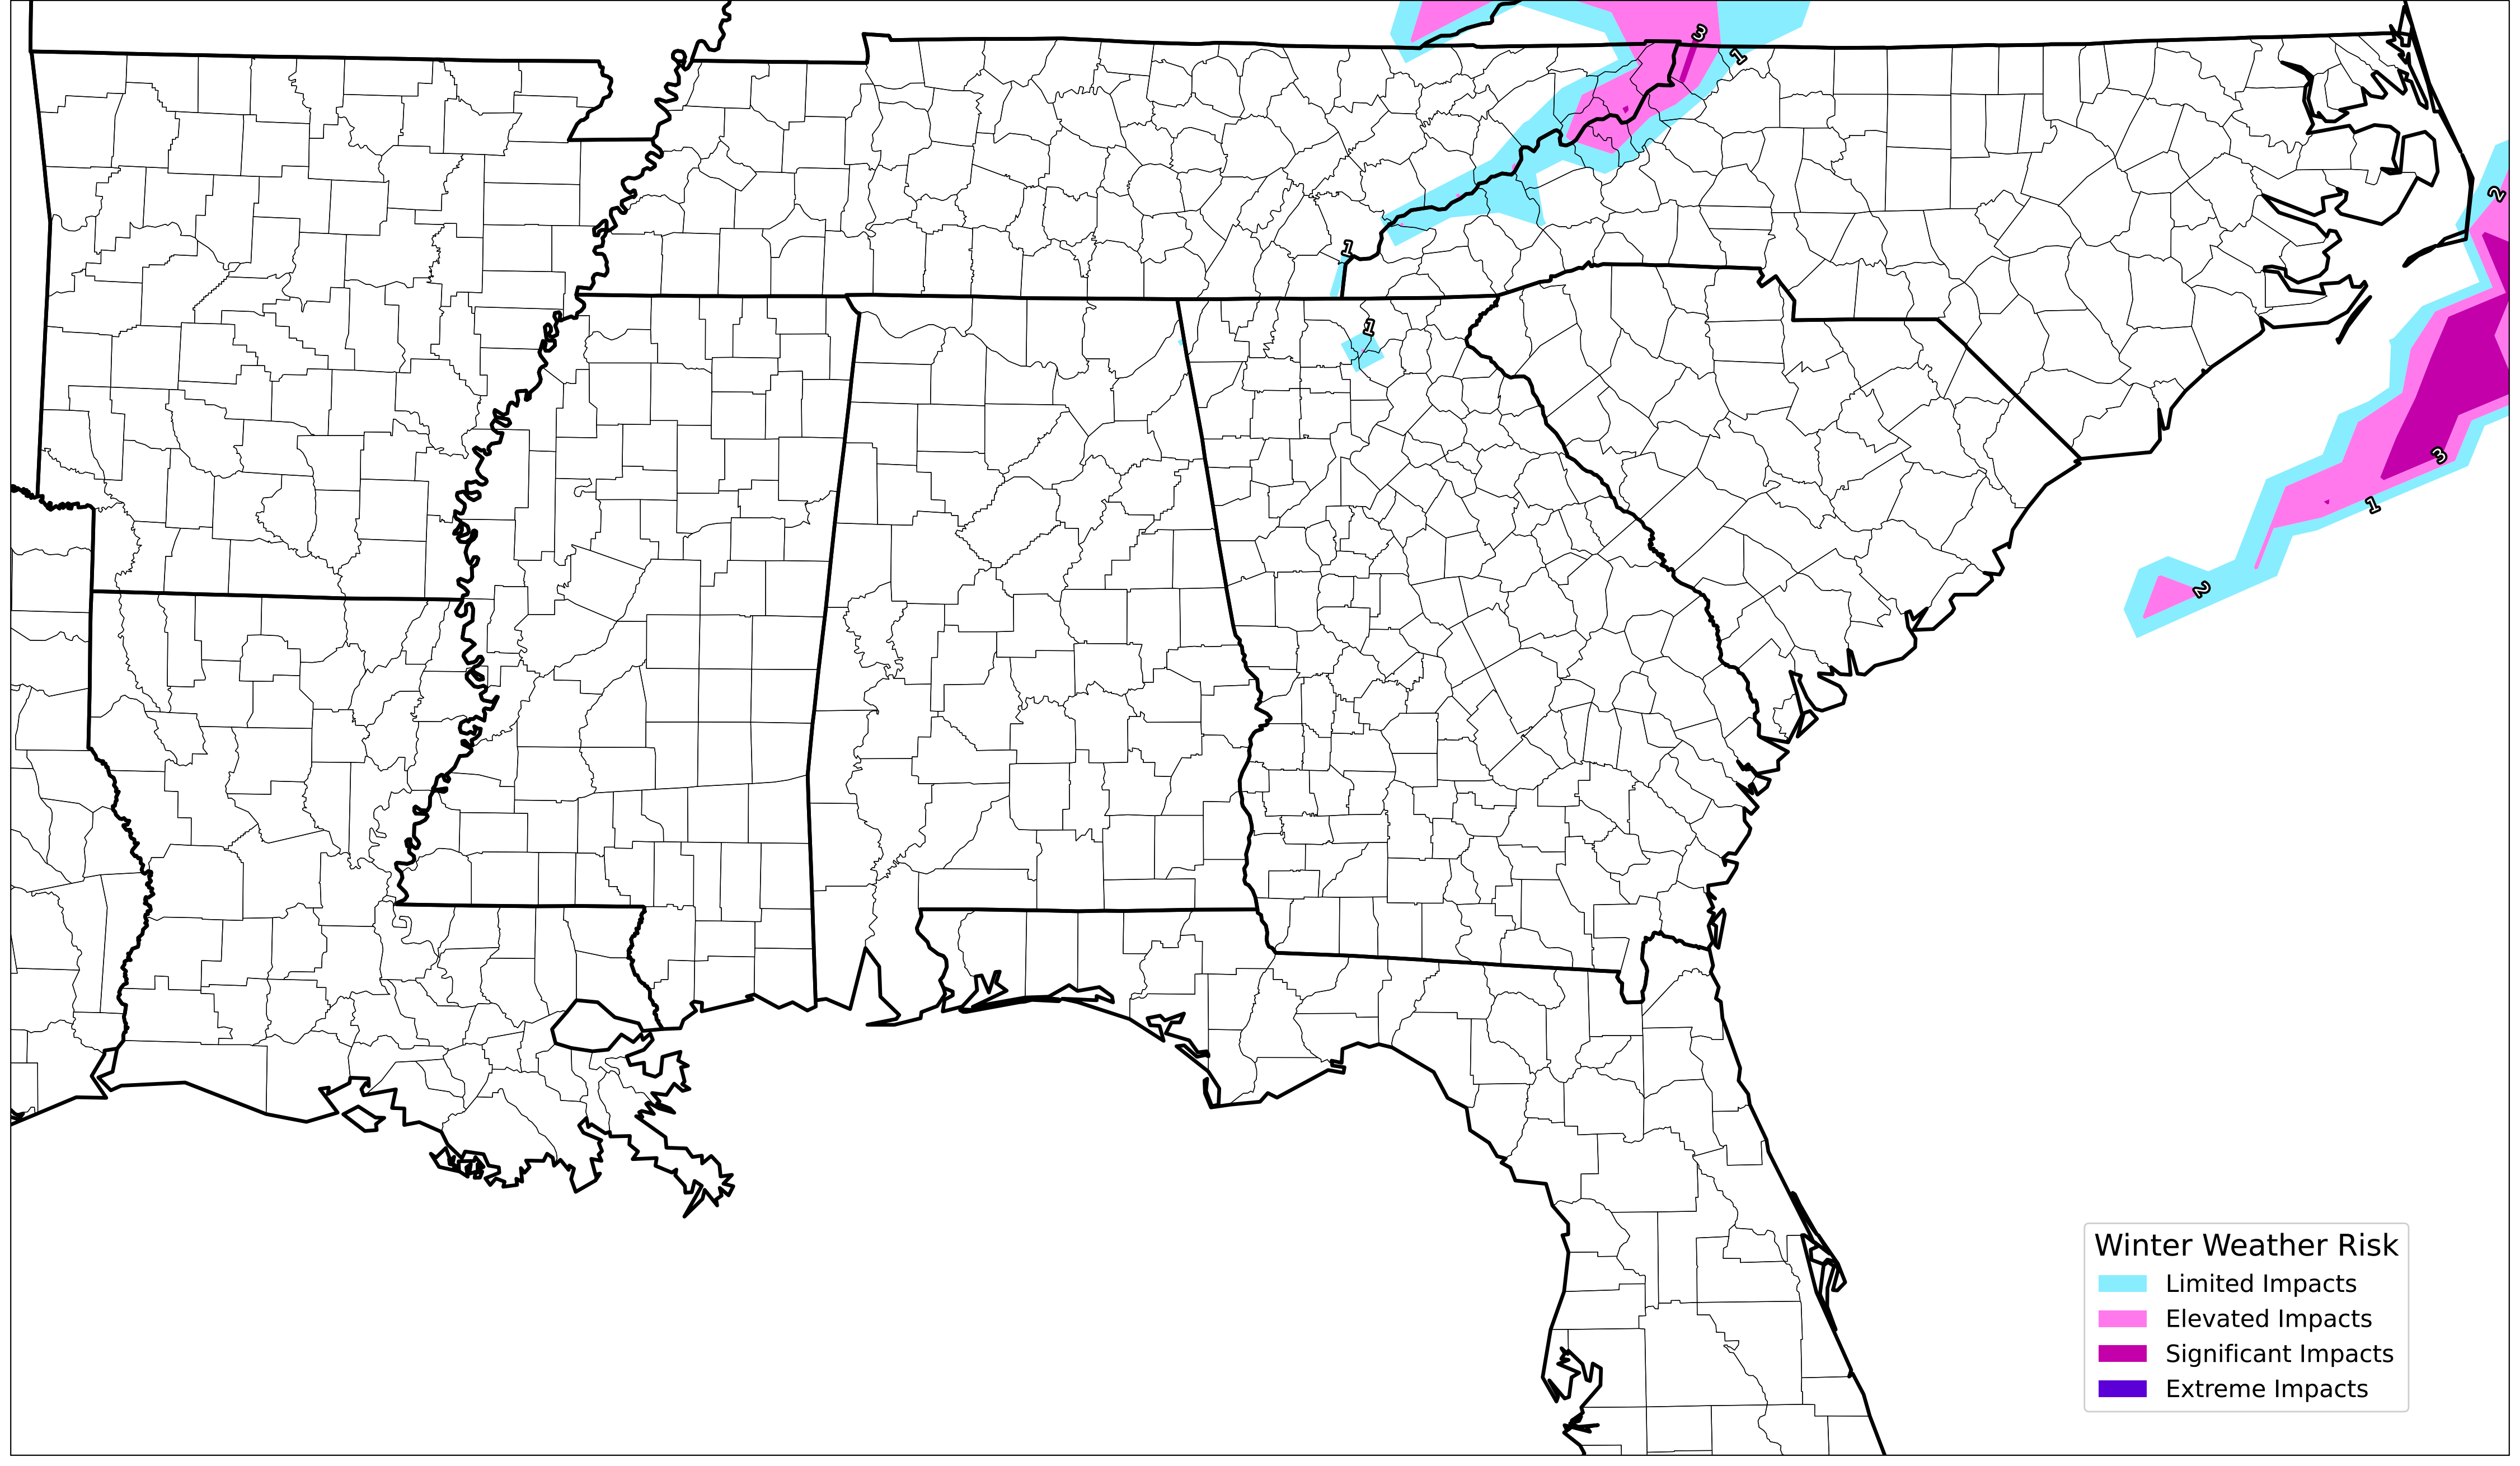 3
1
2
1
1
3
1
2
Winter Weather Risk
Limited Impacts
Elevated Impacts
Significant Impacts
Extreme Impacts